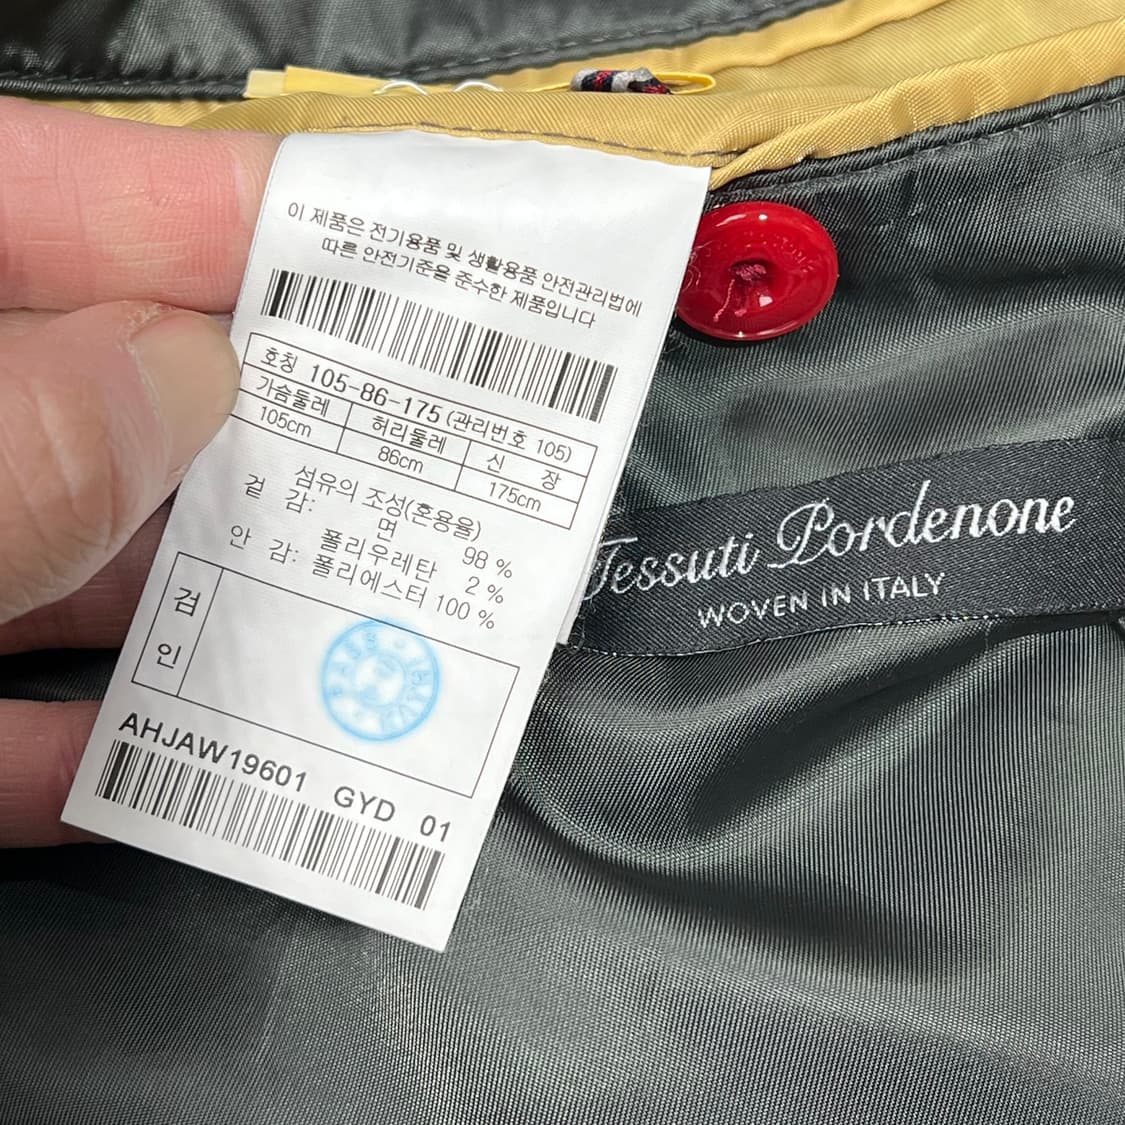 이 제품은 전기용품 및 생활용품 안전관리법에
따른 안전기준을 준수한 제품입니다
호칭 105-86-175 (관리번호 105)
가슴둘레 허리둘레 신 장
105cm 86cm 175cm
섬유의 조성(혼용율)
겉 감: 면 98 %
폴리우레탄 2 %
안 감: 폴리에스터 100 %
검
인
AHJAW19601 GYD 01
Tessuti Pordenone
WOVEN IN ITALY